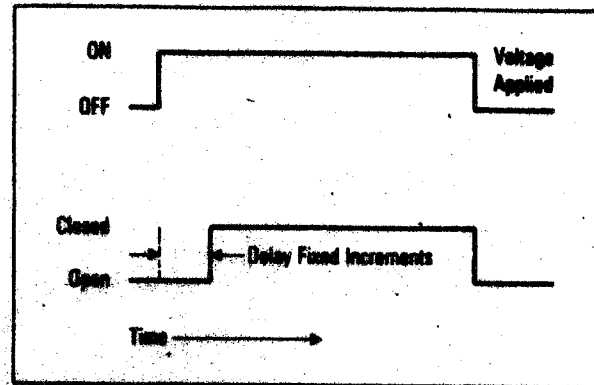 ON
Voltage
Applied
OFF
Closed
Delay Fixed Increments
Open
Time